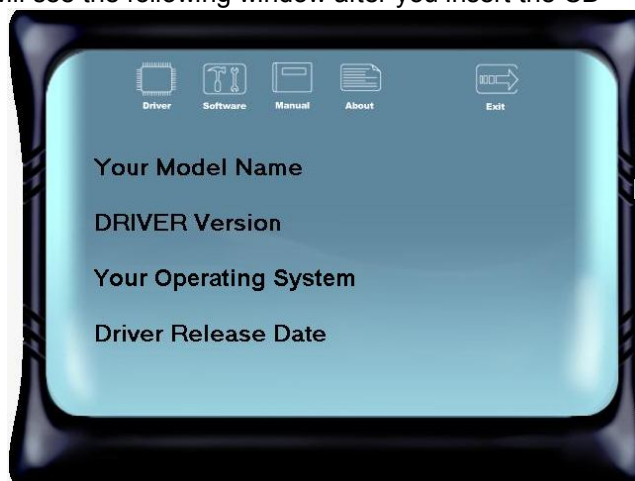 ill see the following window after you insert the CD
Driver Software Manual About Exit
Your Model Name
DRIVER Version
Your Operating System
Driver Release Date